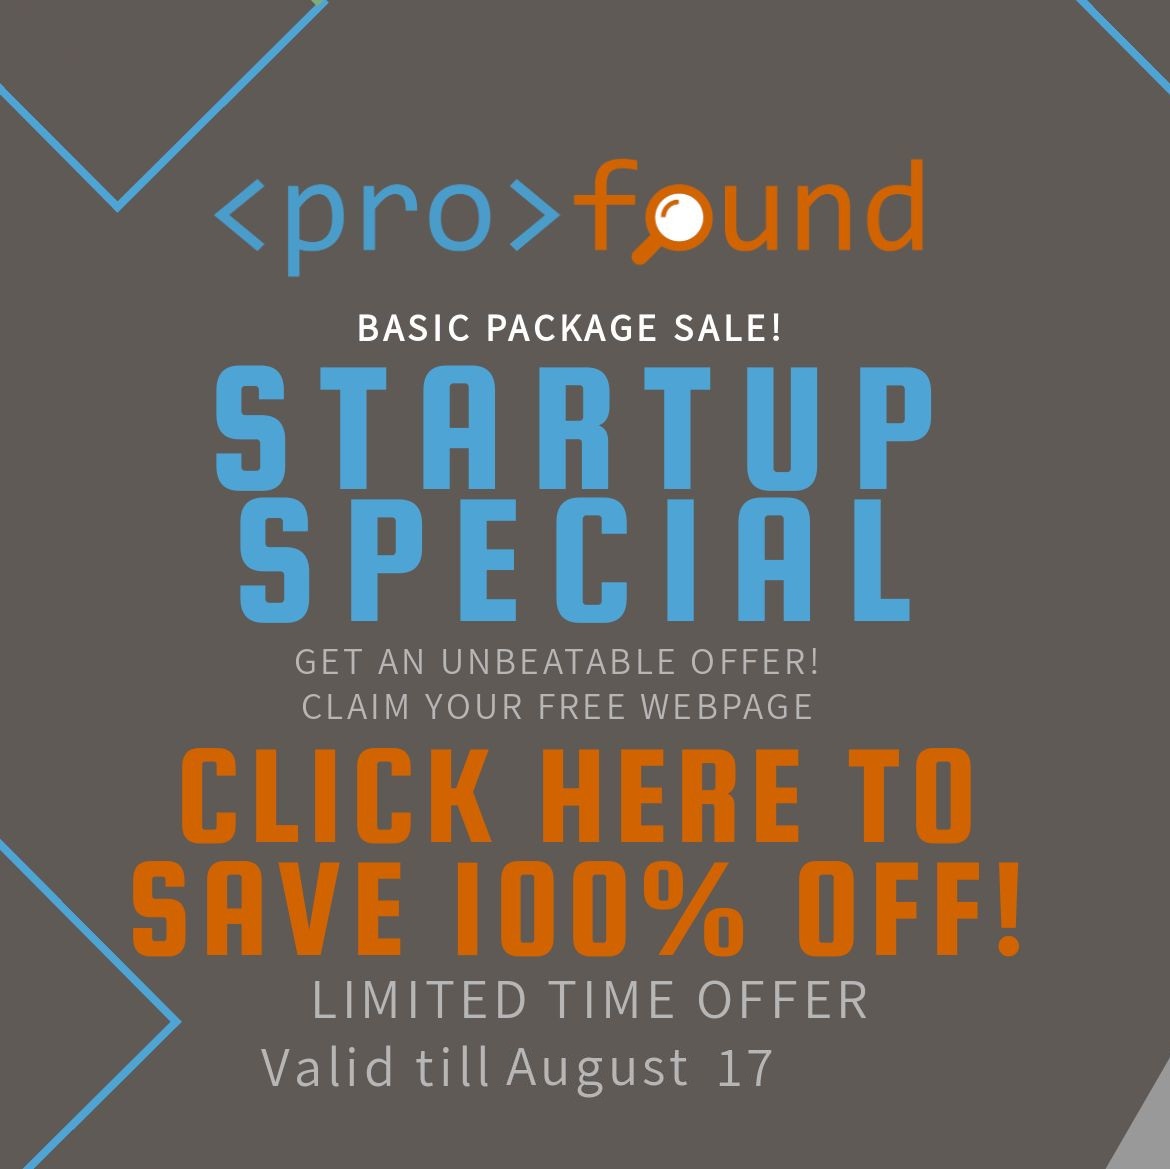 <pro>found
BASIC PACKAGE SALE!
STARTUP
SPECIAL
GET AN UNBEATABLE OFFER!
CLAIM YOUR FREE WEBPAGE
CLICK HERE TO
SAVE 100% OFF!
LIMITED TIME OFFER
Valid till August 17